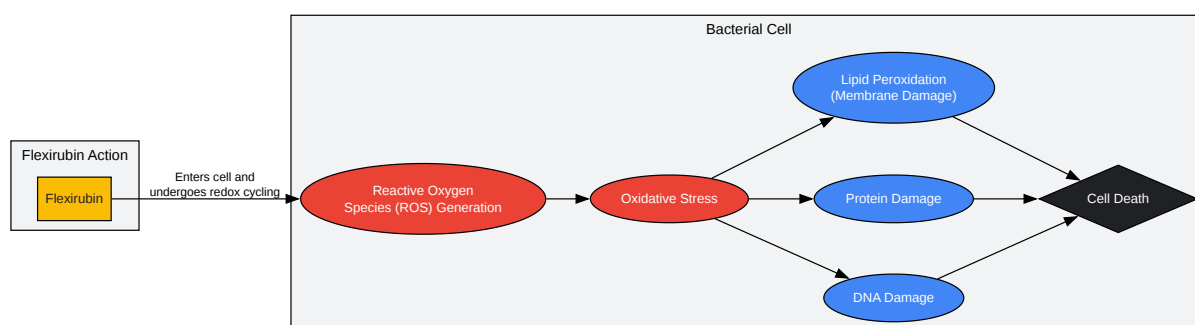 Bacterial Cell
Flexirubin Action
Flexirubin
Enters cell and
undergoes redox cycling
Reactive Oxygen
Species (ROS) Generation
Oxidative Stress
Lipid Peroxidation
(Membrane Damage)
Protein Damage
DNA Damage
Cell Death